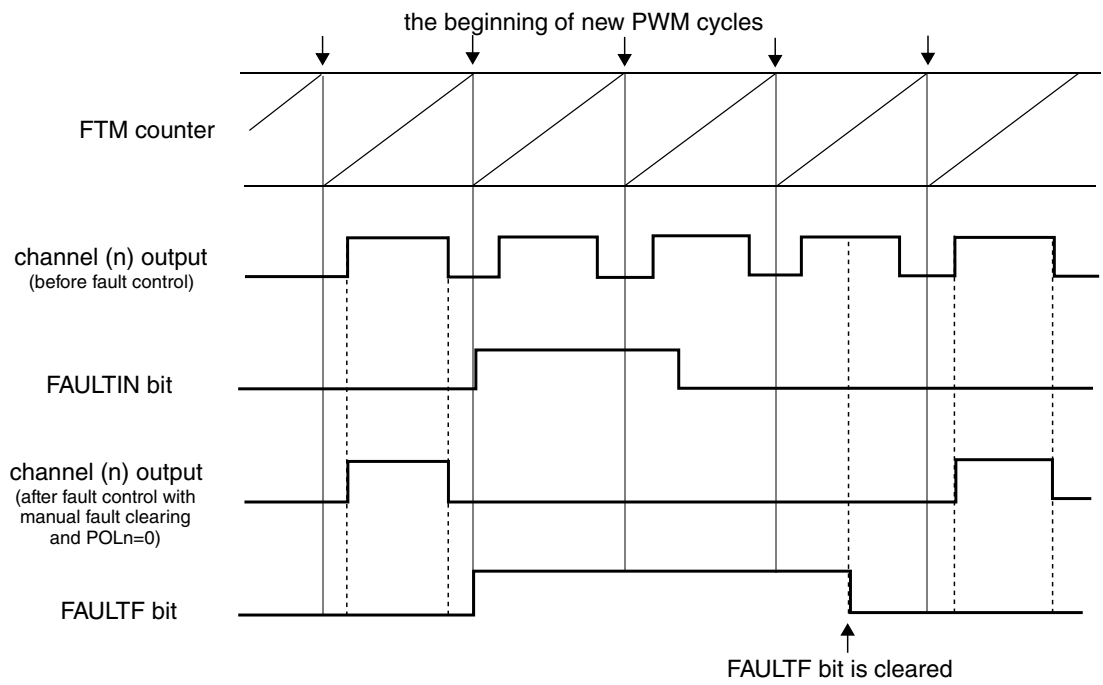 the beginning of new PWM cycles
FTM counter
channel (n) output
(before fault control)
FAULTIN bit
channel (n) output
(after fault control with
manual fault clearing
and POLn=0)
FAULTF bit
FAULTF bit is cleared